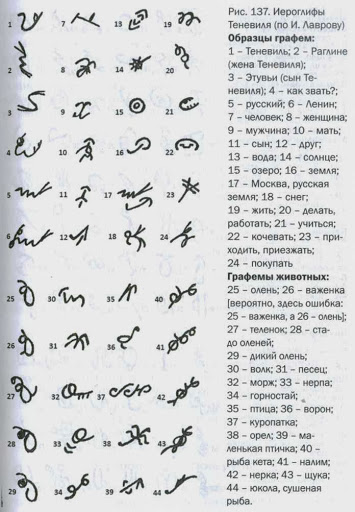 1 7 13 19
2 8 14 20
3 9 15 21
4 10 16 22
5 11 17 23
6 12 18 24
25 30 35 40
26 31 36 41
27 32 37 42
28 33 38 43
29 34 39 44
Рис. 137. Иероглифы
Теневиля (по И. Лаврову)
Образцы графем:
1 – Теневиль; 2 – Раглине
(жена Теневиля);
3 – Этувьи (сын Те-
невиля); 4 – как звать?;
5 – русский; 6 – Ленин;
7 – человек; 8 – женщина;
9 – мужчина; 10 – мать;
11 – сын; 12 – друг;
13 – вода; 14 – солнце;
15 – озеро; 16 – земля;
17 – Москва, русская
земля; 18 – снег;
19 – жить; 20 – делать,
работать; 21 – учиться;
22 – кочевать; 23 – при-
ходить, приезжать;
24 – покупать
Графемы животных:
25 – олень; 26 – важенка
[вероятно, здесь ошибка:
25 – важенка, а 26 – олень];
27 – теленок; 28 – ста-
до оленей;
29 – дикий олень;
30 – волк; 31 – песец;
32 – морж; 33 – нерпа;
34 – горностай;
35 – птица; 36 – ворон;
37 – куропатка;
38 – орел; 39 – ма-
ленькая птичка; 40 –
рыба кета; 41 – налим;
42 – нерка; 43 – щука;
44 – юкола, сушеная
рыба.